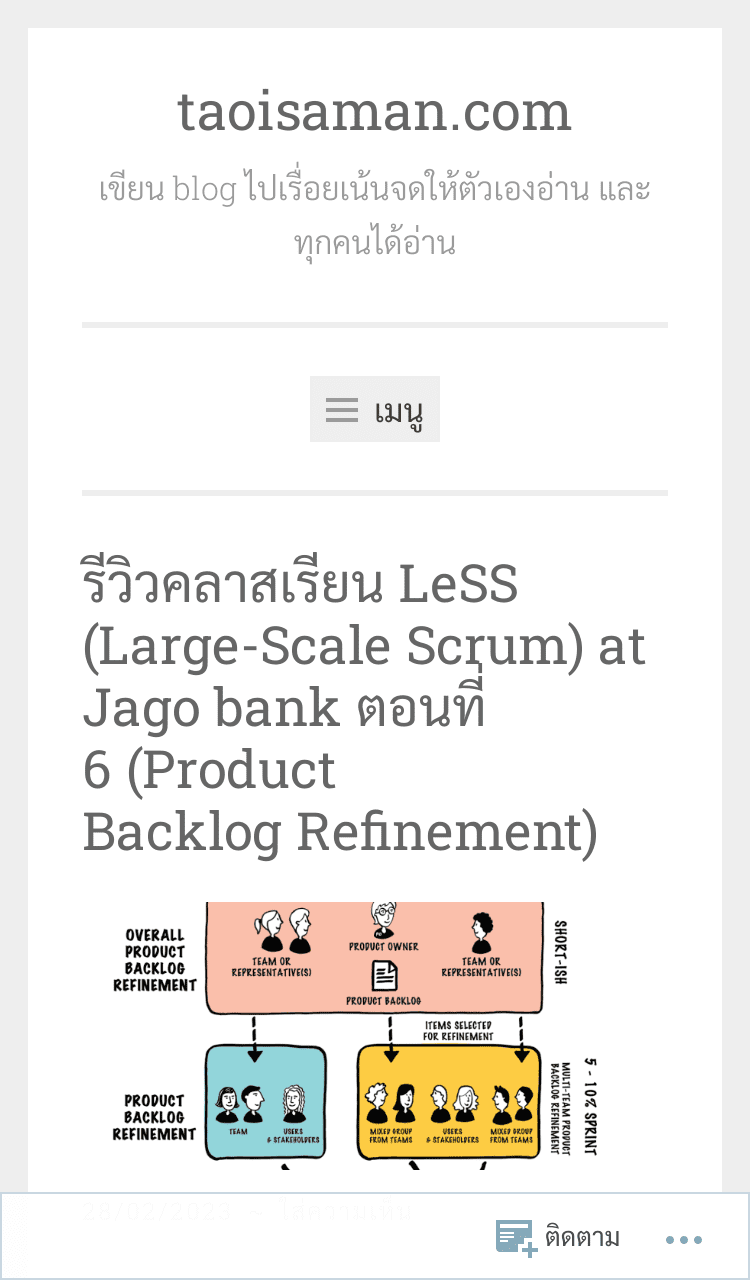 taoisaman.com
เขียน blog ไปเรื่อยเน้นจดให้ตัวเองอ่าน และ
ทุกคนได้อ่าน
เมนู
รีวิวคลาสเรียน LeSS
(Large-Scale Scrum) at
Jago bank ตอนที่
6 (Product
Backlog Refinement)
OVERALL
PRODUCT
BACKLOG
REFINEMENT
TEAM OR
REPRESENTATIVE(S)
PRODUCT OWNER
PRODUCT BACKLOG
TEAM OR
REPRESENTATIVE(S)
SHORT-ISH
ITEMS SELECTED
FOR REFINEMENT
PRODUCT
BACKLOG
REFINEMENT
TEAM
USERS
& STAKEHOLDERS
MIXED GROUP
FROM TEAMS
USERS
& STAKEHOLDERS
MIXED GROUP
FROM TEAMS
MULTI-TEAM PRODUCT
BACKLOG REFINEMENT
5 - 10% SPRINT
ติดตาม